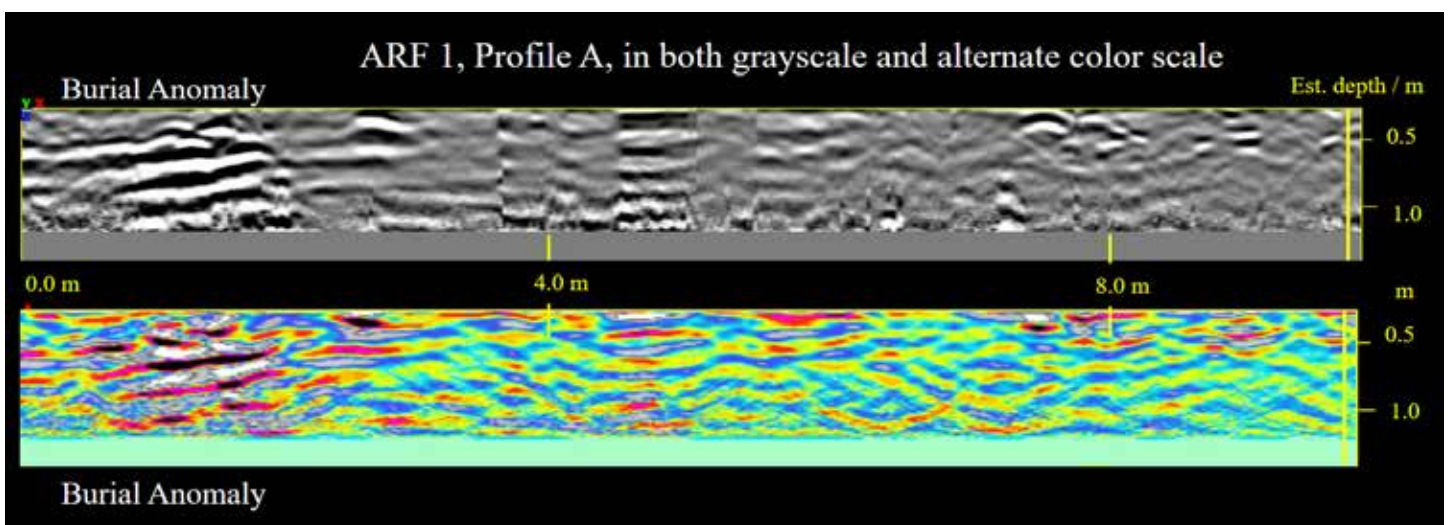 ARF 1, Profile A, in both grayscale and alternate color scale
Burial Anomaly
Est. depth / m
Y X
0.5
1.0
0.0 m
4.0 m
8.0 m
m
0.5
1.0
Burial Anomaly